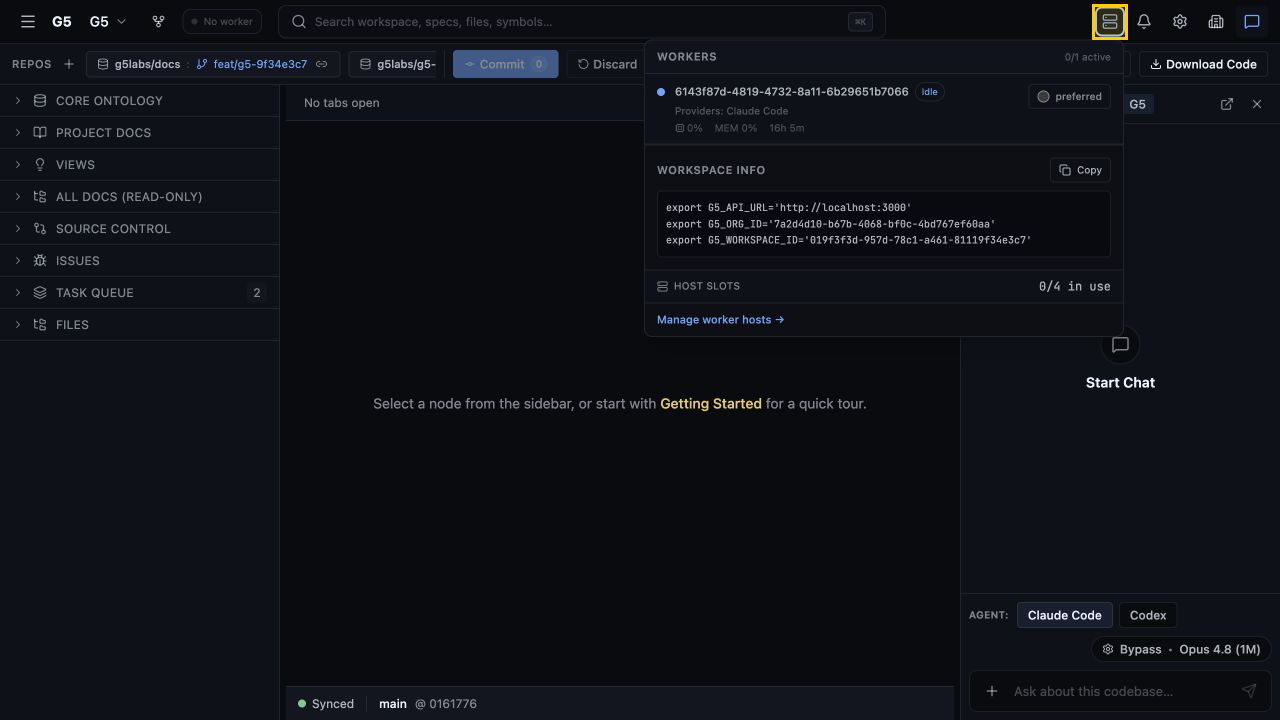 G5 G5 No worker Search workspace, specs, files, symbols... ⌘K
REPOS + g5labs/docs : feat/g5-9f34e3c7 g5labs/g5- Commit 0 Discard Download Code
CORE ONTOLOGY
PROJECT DOCS
VIEWS
ALL DOCS (READ-ONLY)
SOURCE CONTROL
ISSUES
TASK QUEUE 2
FILES
No tabs open
WORKERS 0/1 active
6143f87d-4819-4732-8a11-6b29651b7066 Idle preferred
Providers: Claude Code
0% MEM 0% 16h 5m
WORKSPACE INFO Copy
export G5_API_URL='http://localhost:3000'
export G5_ORG_ID='7a2d4d10-b67b-4068-bf0c-4bd767ef60aa'
export G5_WORKSPACE_ID='019f3f3d-957d-78c1-a461-81119f34e3c7'
HOST SLOTS 0/4 in use
Manage worker hosts →
Select a node from the sidebar, or start with Getting Started for a quick tour.
G5
Start Chat
AGENT: Claude Code Codex
Bypass · Opus 4.8 (1M)
+ Ask about this codebase...
Synced main @ 0161776